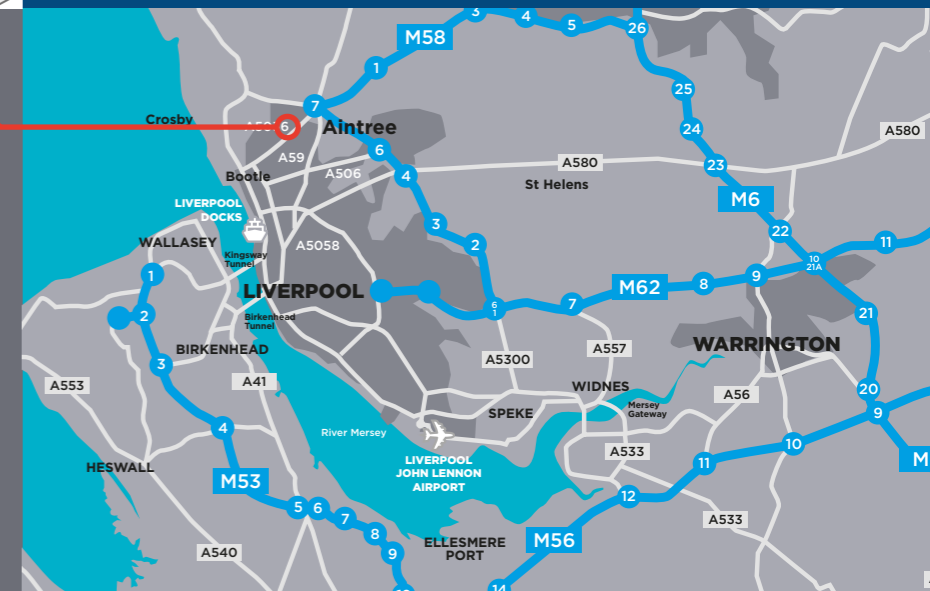 3
4
5
26
M58
1
25
7
Crosby
6
Aintree
24
A580
A59
6
23
A580
Bootle
A506
4
St Helens
M6
LIVERPOOL
DOCKS
3
22
WALLASEY
A5058
2
11
Kingsway
Tunnel
10
21A
1
9
8
M62
LIVERPOOL
7
6
1
2
21
Birkenhead
Tunnel
BIRKENHEAD
WARRINGTON
A557
A5300
3
A41
A553
WIDNES
20
A56
Mersey
Gateway
SPEKE
9
4
River Mersey
10
A533
LIVERPOOL
JOHN LENNON
AIRPORT
11
M
HESWALL
M53
12
5
6
7
A533
8
ELLESMERE
PORT
M56
A540
9
14